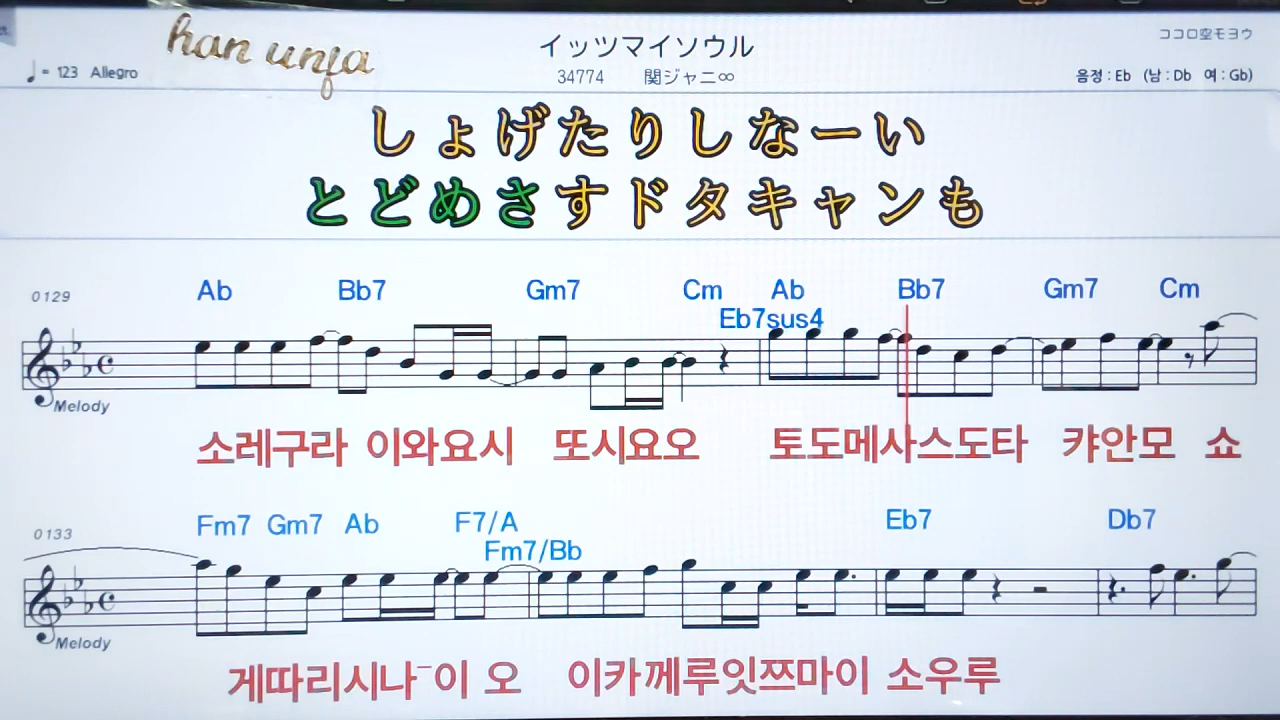 han unja
イッツマイソウル
ココロ空モヨウ
♩= 123 Allegro
34774 関ジャニ∞
음정 : Eb (남 : Db 여 : Gb)
しょげたりしなーい
とどめさすドタキャンも
0129 Ab Bb7 Gm7 Cm Ab Bb7 Gm7 Cm
Eb7sus4
Melody
소레구라 이와요시 또시요오 토도메사스도타 캬안모 쇼
0133 Fm7 Gm7 Ab F7/A Eb7 Db7
Fm7/Bb
Melody
게따리시나ー이 오 이카께루잇쯔마이 소우루